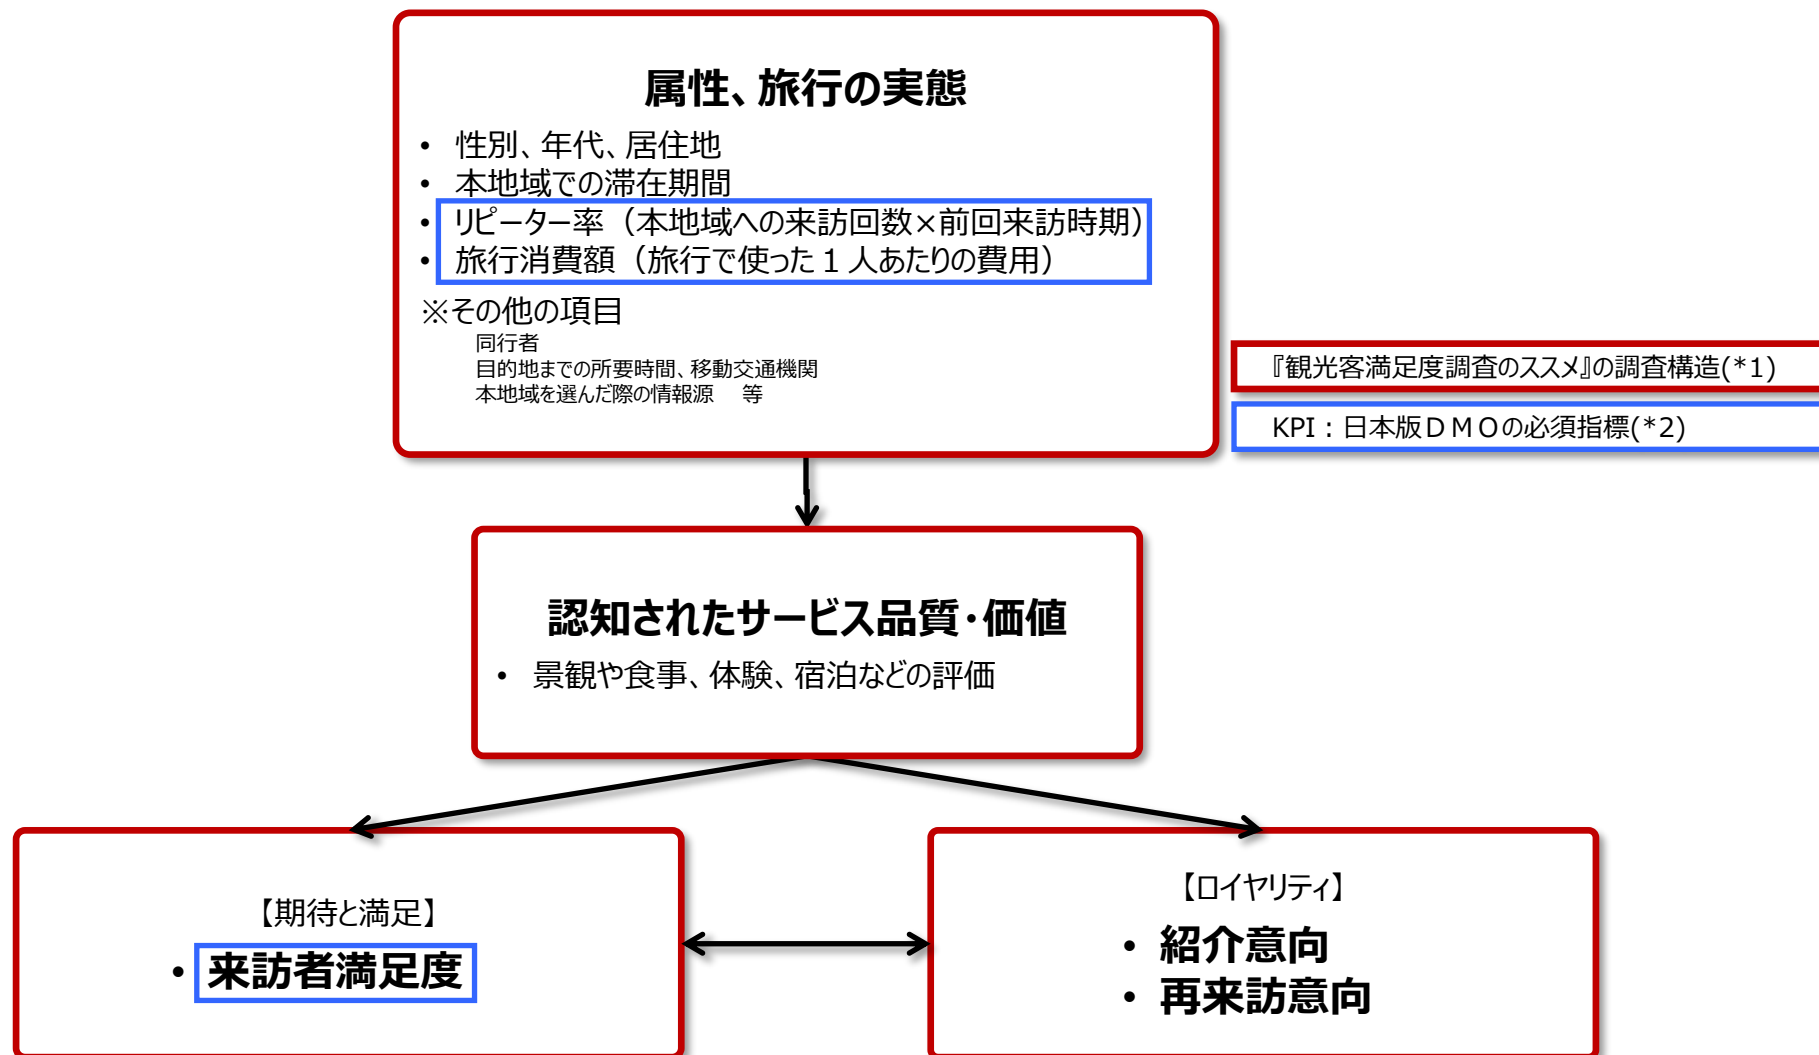 属性、旅行の実態
• 性別、年代、居住地
• 本地域での滞在期間
• リピーター率（本地域への来訪回数×前回来訪時期）
• 旅行消費額（旅行で使った１人あたりの費用）
※その他の項目
同行者
目的地までの所要時間、移動交通機関
本地域を選んだ際の情報源　等
『観光客満足度調査のススメ』の調査構造(*1)
KPI：日本版ＤＭＯの必須指標(*2)
認知されたサービス品質・価値
• 景観や食事、体験、宿泊などの評価
【期待と満足】
• 来訪者満足度
【ロイヤリティ】
• 紹介意向
• 再来訪意向